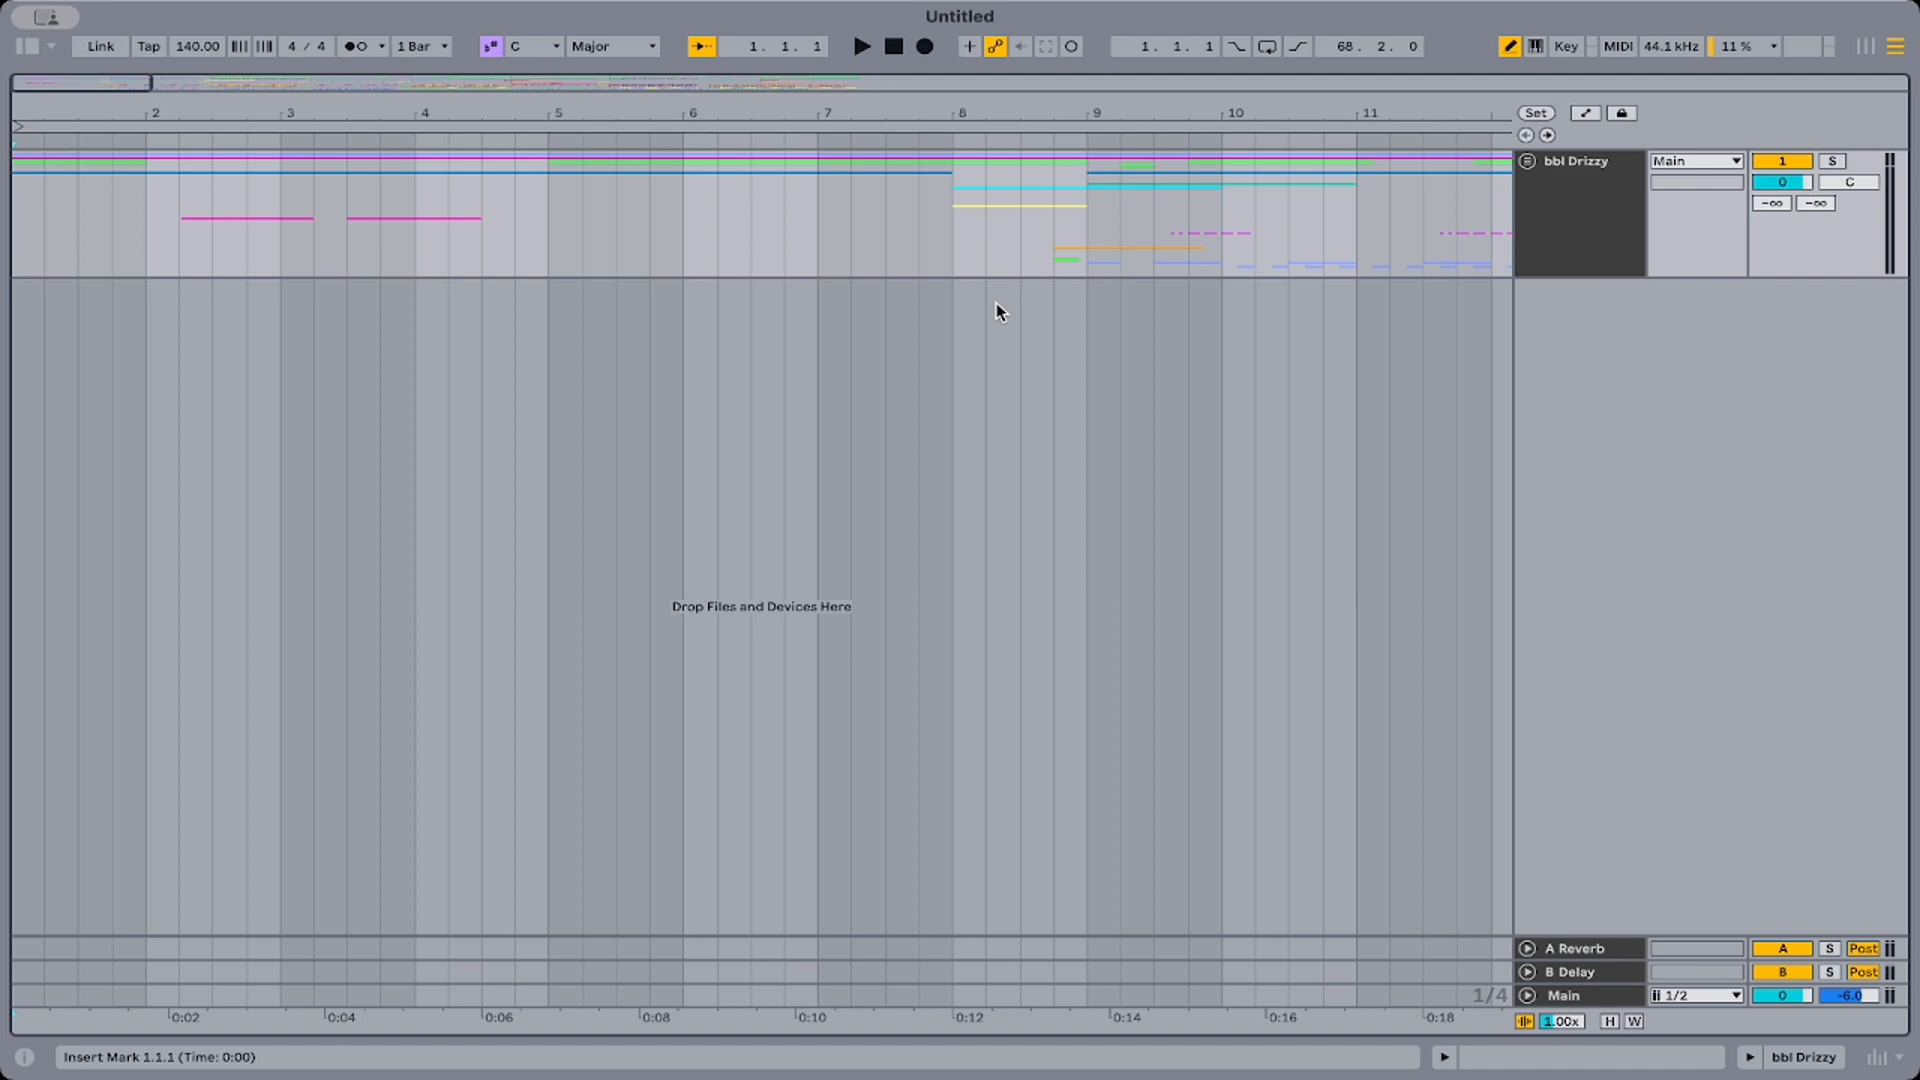 Untitled
Link Tap 140.00 4 / 4 1 Bar C Major 1. 1. 1 1. 1. 1 68. 2. 0 Key MIDI 44.1 kHz 11 %
2 3 4 5 6 7 8 9 10 11 Set
bbl Drizzy Main 1 S
0 C
-∞ -∞
Drop Files and Devices Here
A Reverb A S Post
B Delay B S Post
1/4 Main 1/2 0 -6.0
0:02 0:04 0:06 0:08 0:10 0:12 0:14 0:16 0:18 1.00x H W
Insert Mark 1.1.1 (Time: 0:00) bbl Drizzy